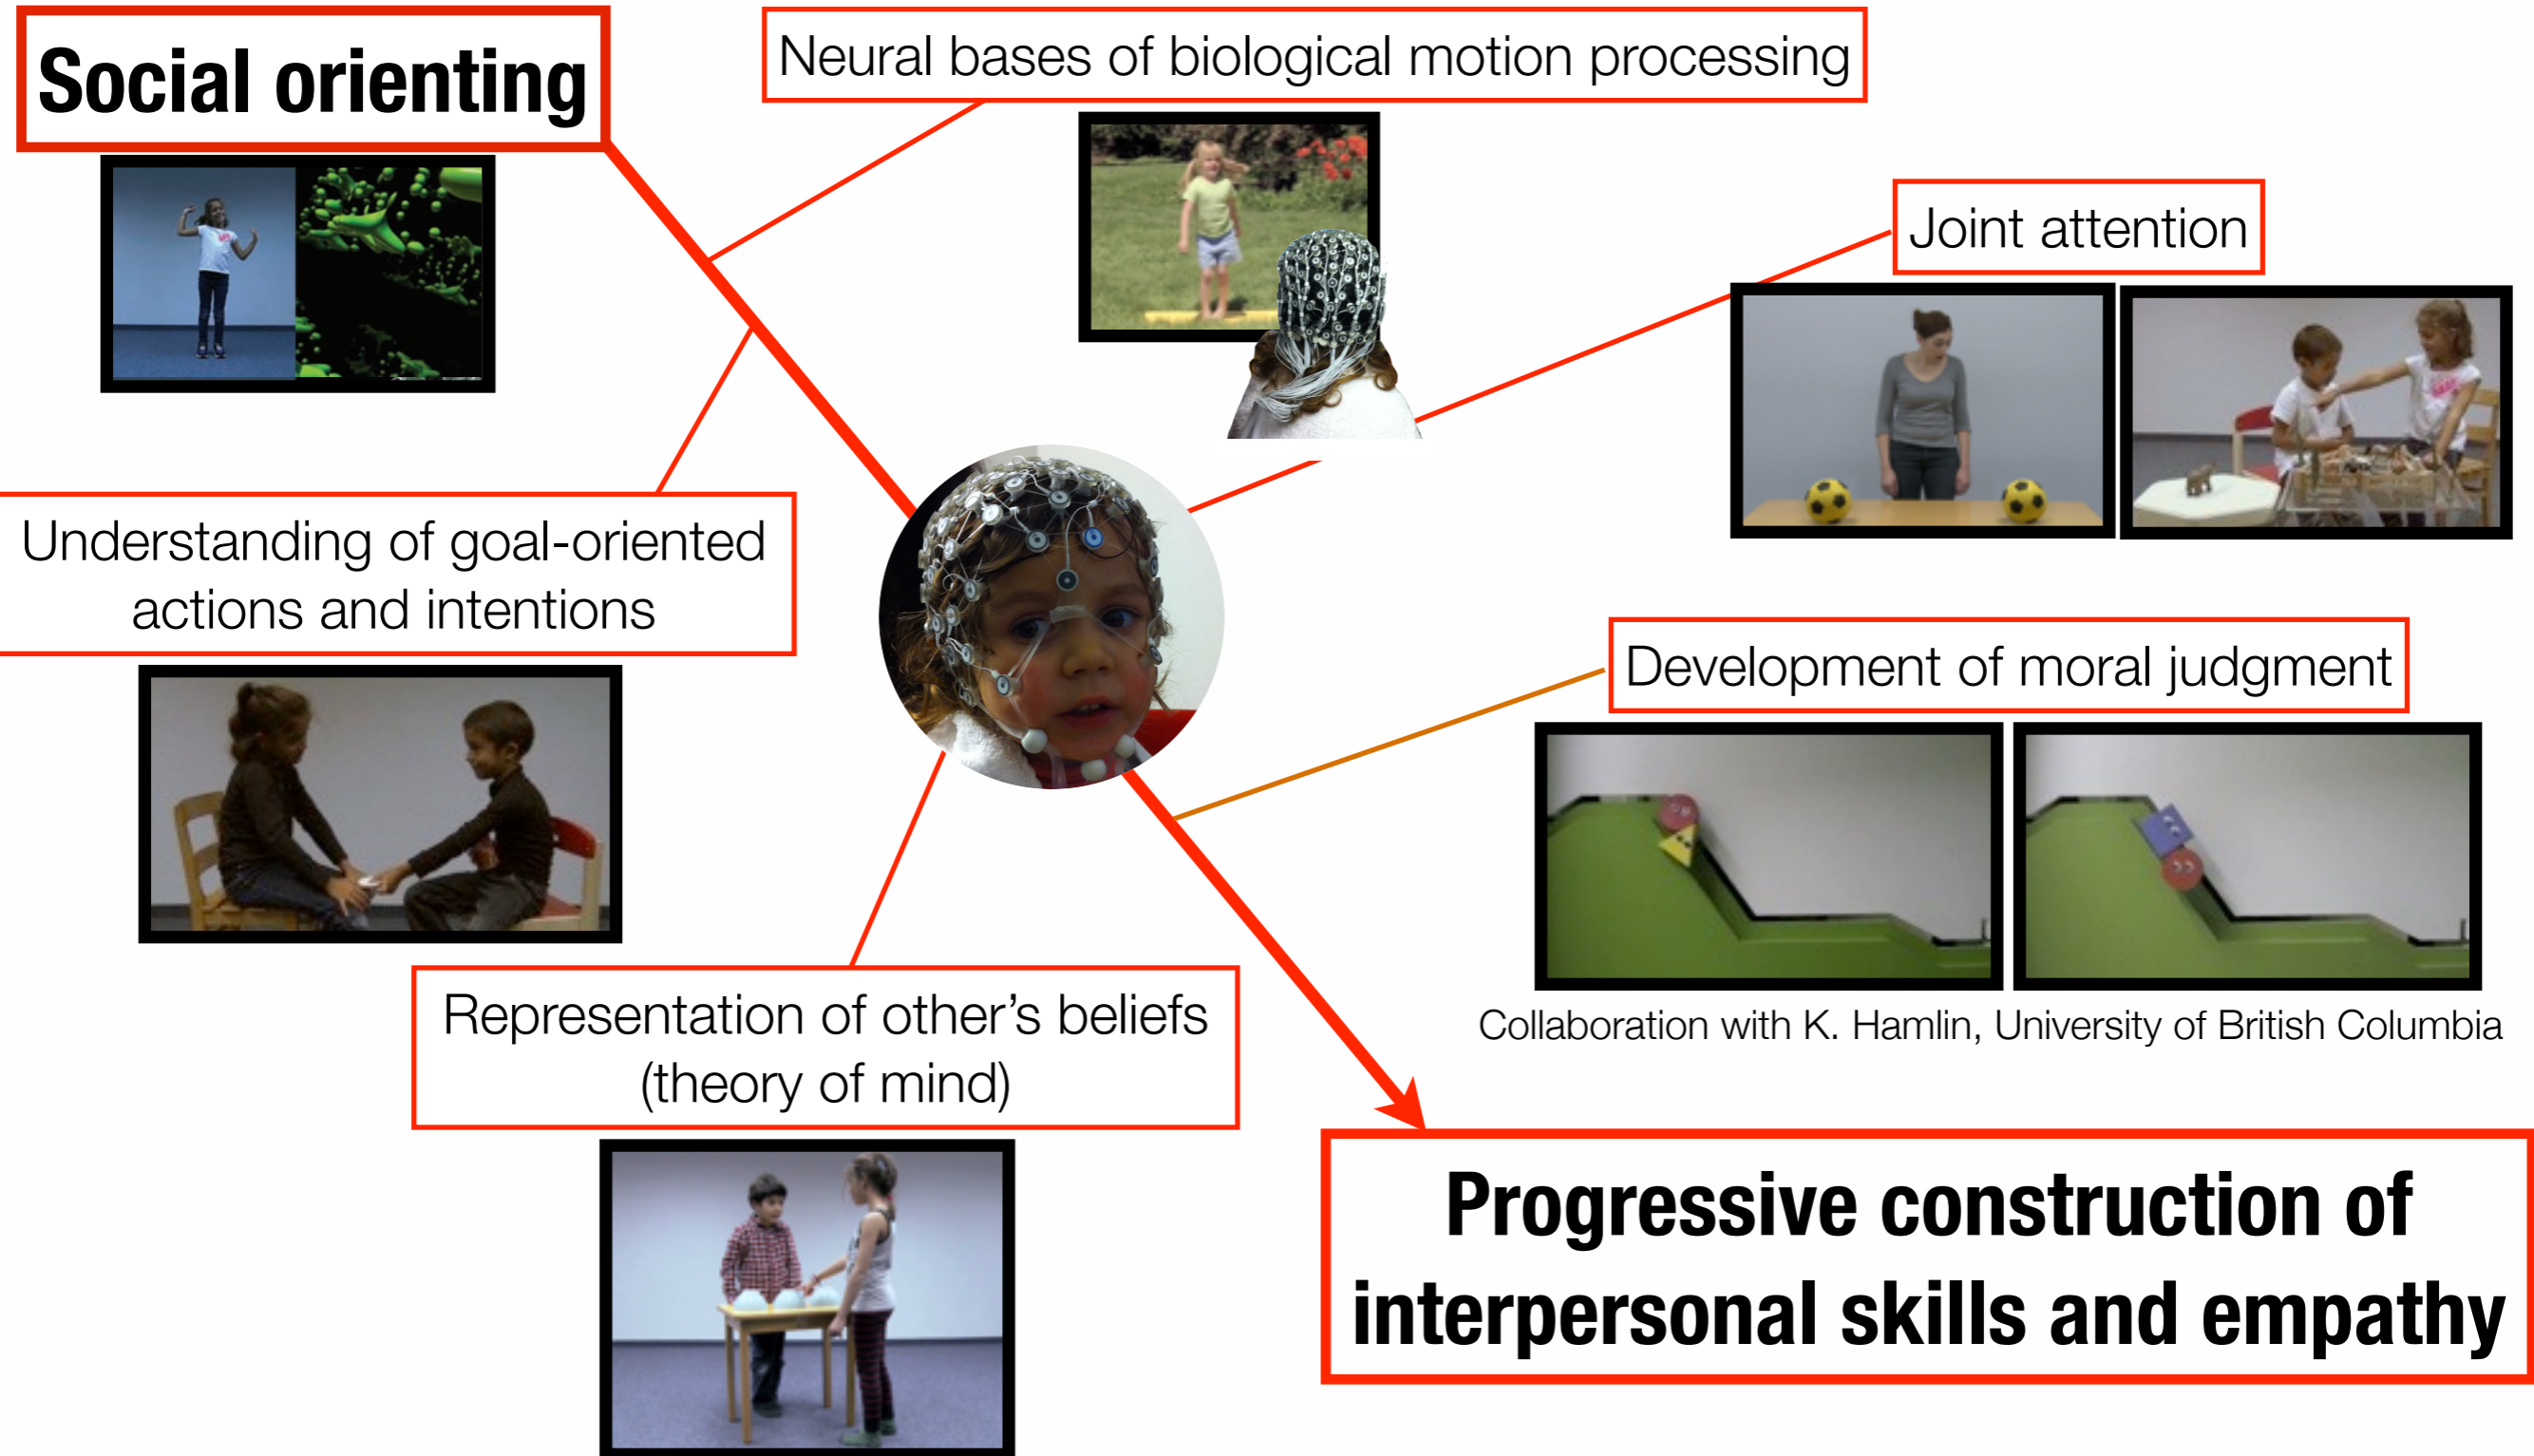 Social orienting
Neural bases of biological motion processing
Joint attention
Understanding of goal-oriented
actions and intentions
Development of moral judgment
Collaboration with K. Hamlin, University of British Columbia
Representation of other’s beliefs
(theory of mind)
Progressive construction of
interpersonal skills and empathy